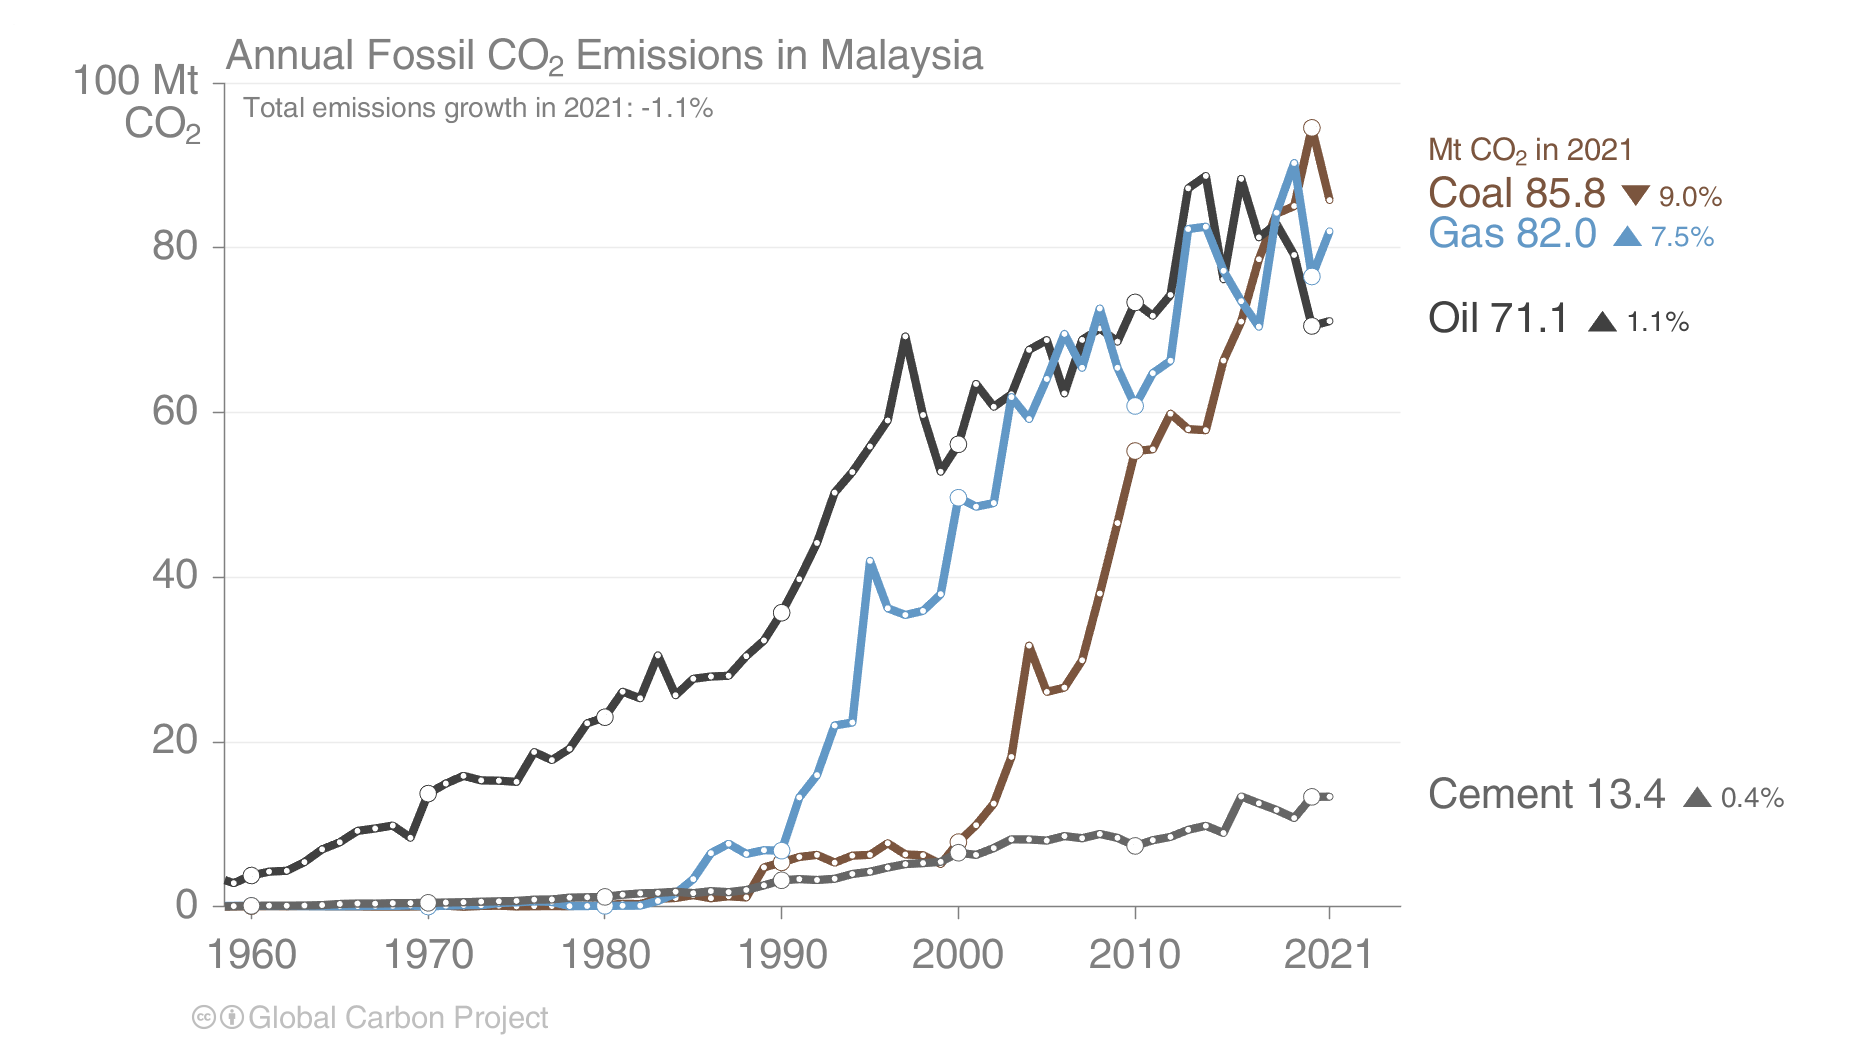 Annual Fossil CO₂ Emissions in Malaysia
100 Mt
CO₂
Total emissions growth in 2021: -1.1%
80
60
40
20
0
1960 1970 1980 1990 2000 2010 2021
Mt CO₂ in 2021
Coal 85.8 ▼ 9.0%
Gas 82.0 ▲ 7.5%
Oil 71.1 ▲ 1.1%
Cement 13.4 ▲ 0.4%
cc Global Carbon Project